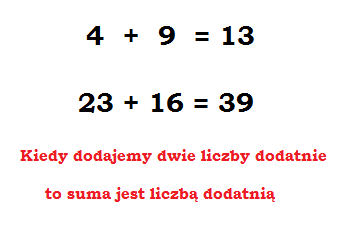 4 + 9 = 13
23 + 16 = 39
Kiedy dodajemy dwie liczby dodatnie
to suma jest liczbą dodatnią